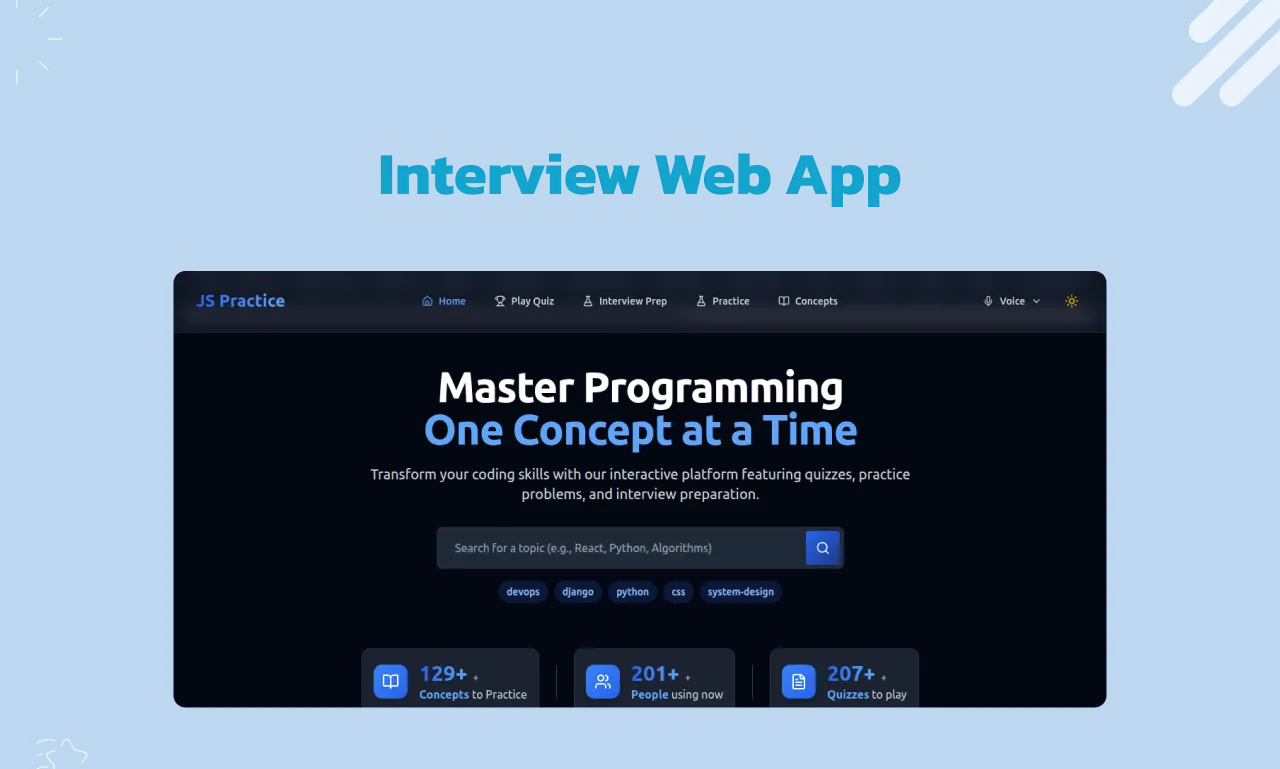 Interview Web App
JS Practice
Home
Play Quiz
Interview Prep
Practice
Concepts
Voice
Master Programming
One Concept at a Time
Transform your coding skills with our interactive platform featuring quizzes, practice
problems, and interview preparation.
Search for a topic (e.g., React, Python, Algorithms)
devops
django
python
css
system-design
129+ +
Concepts to Practice
201+ +
People using now
207+ +
Quizzes to play